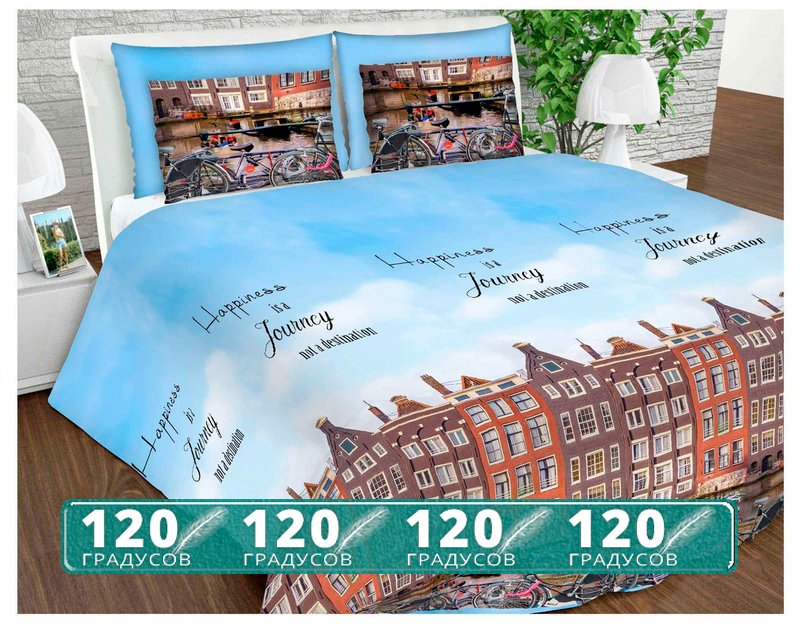 Happiness
is a
Journey
not a destination
Happiness
is a
Journey
not a destination
Happiness
is a
Journey
not a destination
Happiness
is a
Journey
not a destination
120 120 120 120
ГРАДУСОВ ГРАДУСОВ ГРАДУСОВ ГРАДУСОВ